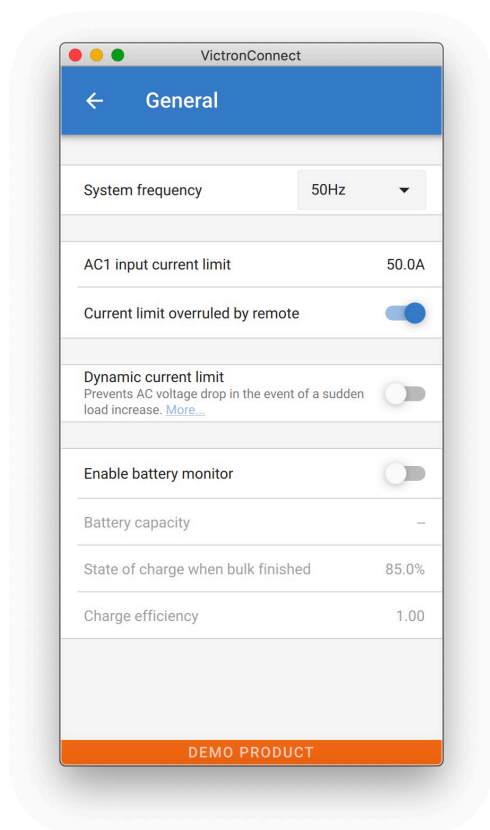 VictronConnect
General
System frequency 50Hz
AC1 input current limit 50.0A
Current limit overruled by remote
Dynamic current limit
Prevents AC voltage drop in the event of a sudden
load increase. More...
Enable battery monitor
Battery capacity --
State of charge when bulk finished 85.0%
Charge efficiency 1.00
DEMO PRODUCT